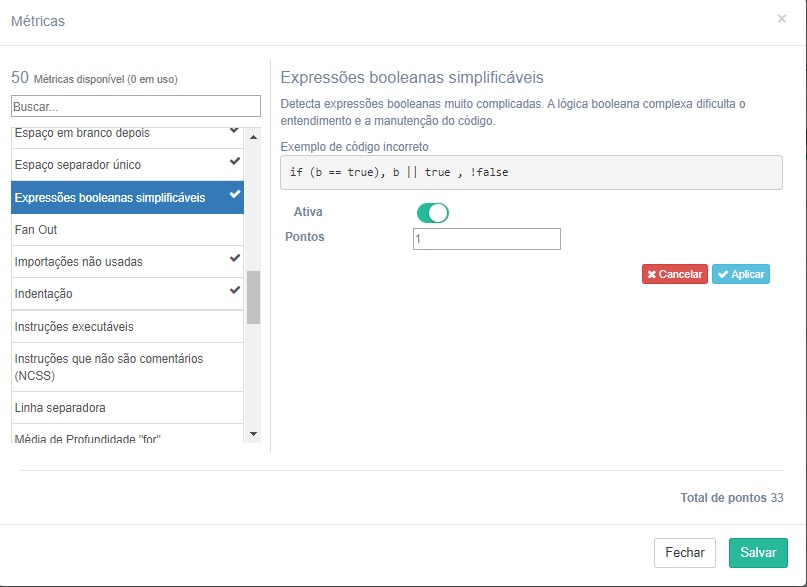 Métricas
×
50 Métricas disponível (0 em uso)
Buscar...
Espaço em branco depois
Espaço separador único
Expressões booleanas simplificáveis
Fan Out
Importações não usadas
Indentação
Instruções executáveis
Instruções que não são comentários
(NCSS)
Linha separadora
Média de Profundidade "for"
Expressões booleanas simplificáveis
Detecta expressões booleanas muito complicadas. A lógica booleana complexa dificulta o
entendimento e a manutenção do código.
Exemplo de código incorreto
if (b == true), b || true , !false
Ativa
Pontos
1
Cancelar
Aplicar
Total de pontos 33
Fechar
Salvar